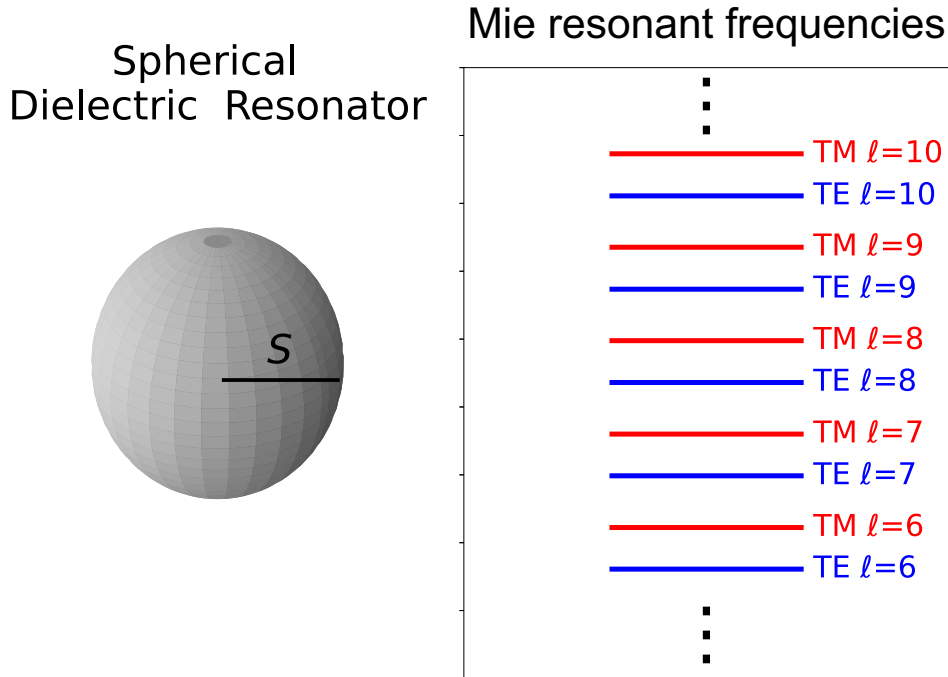 Mie resonant frequencies
Spherical
Dielectric Resonator
S
TM ℓ=10
TE ℓ=10
TM ℓ=9
TE ℓ=9
TM ℓ=8
TE ℓ=8
TM ℓ=7
TE ℓ=7
TM ℓ=6
TE ℓ=6